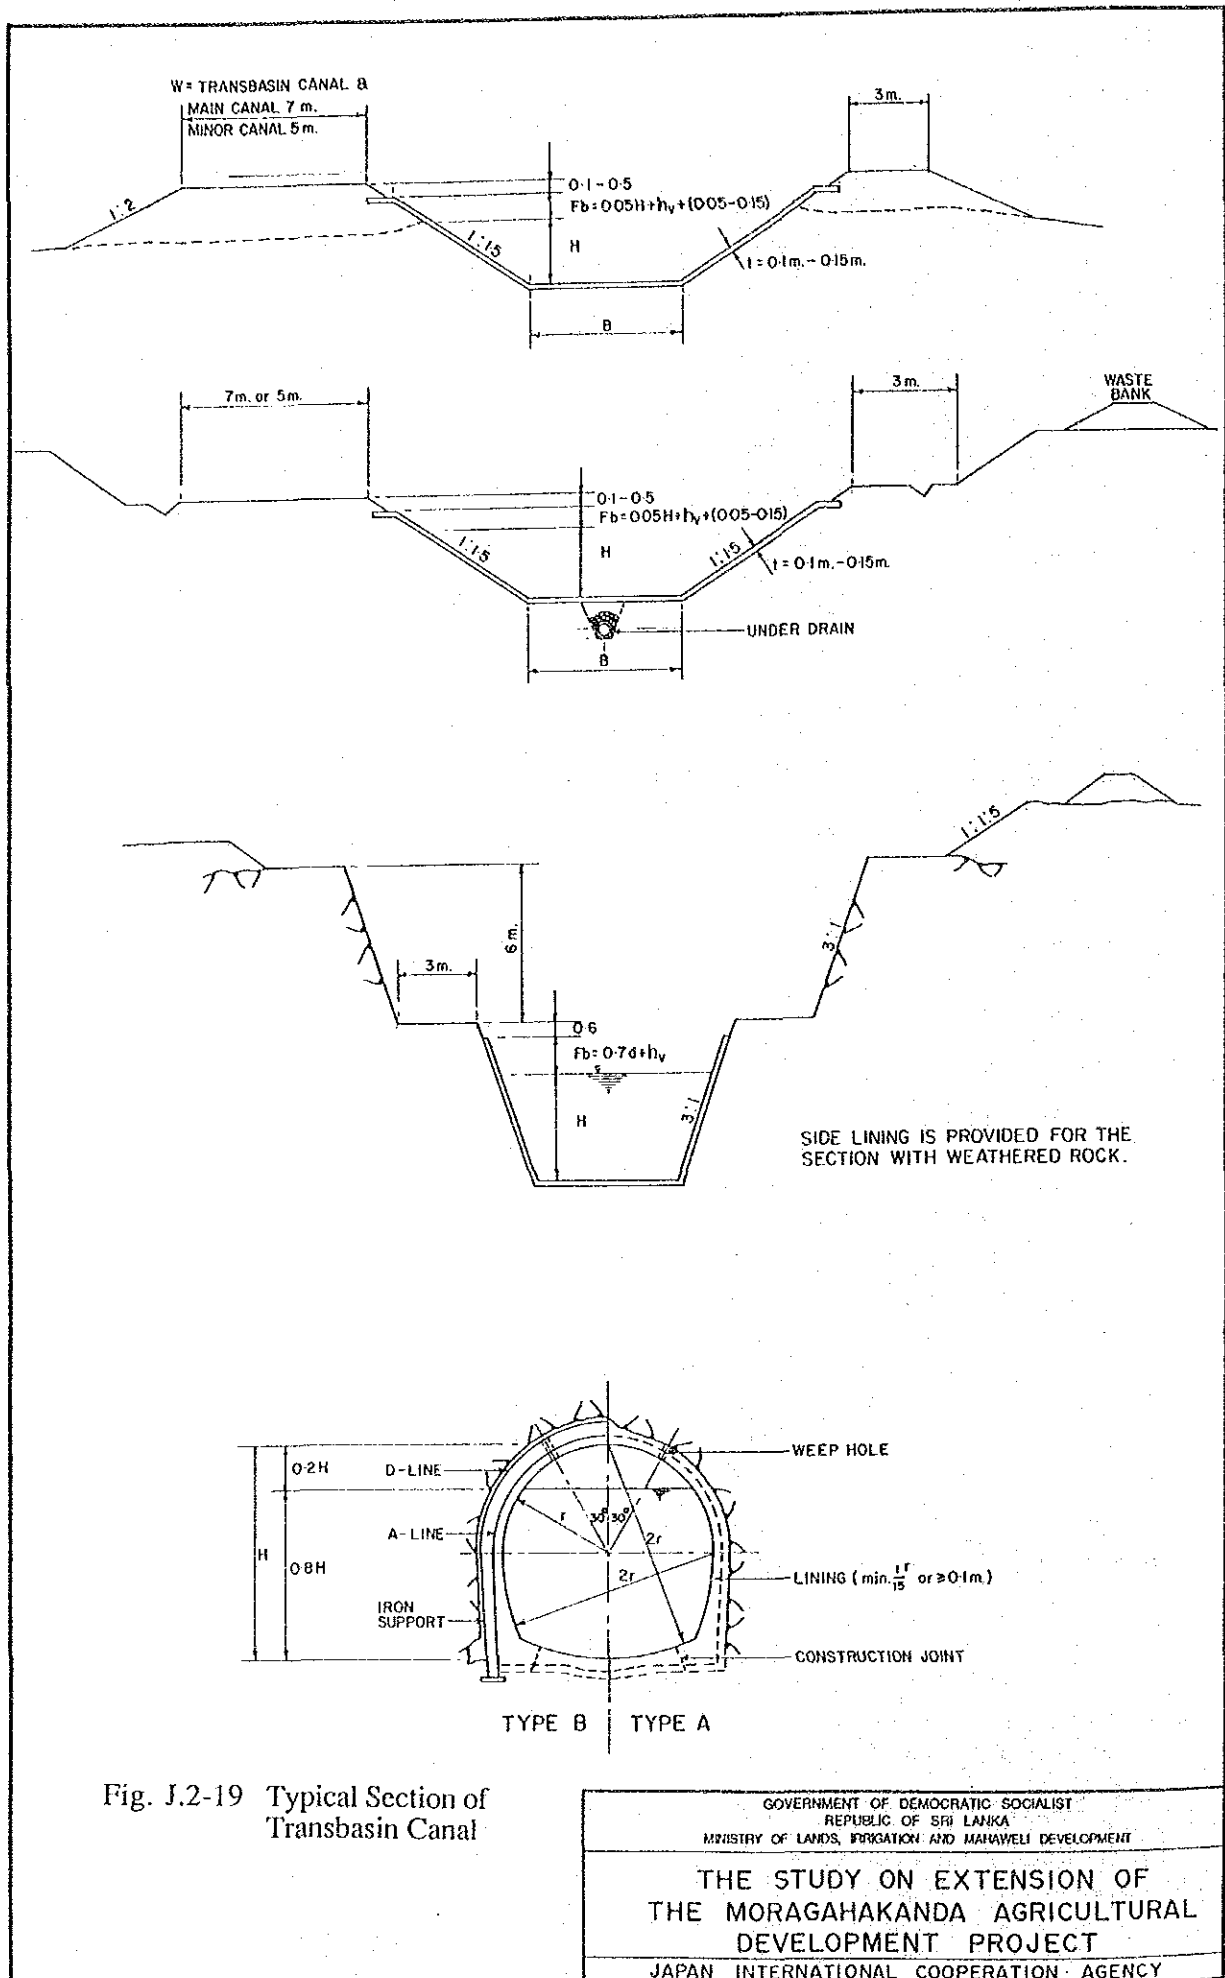 W= TRANSBASIN CANAL &
MAIN CANAL 7 m.
MINOR CANAL 5 m.
3 m.
1:2
0·1-0·5
Fb=0·05H+hv+(0·05-0·15)
H
1:1·5
t=0·1m.-0·15m.
B
7m. or 5m.
3m.
WASTE
BANK
0·1-0·5
Fb=0·05H+hv+(0·05-0·15)
H
1:1·5
1:1·5
t=0·1m.-0·15m.
UNDER DRAIN
B
1:1·5
6 m.
3:1
3 m.
0·6
Fb=0·7d+hv
H
3:1
SIDE LINING IS PROVIDED FOR THE
SECTION WITH WEATHERED ROCK.
WEEP HOLE
0·2H
D-LINE
r
30° 30°
A-LINE
2r
H
0·8H
2r
LINING (min. 1/15 r or ≥0·1m.)
IRON
SUPPORT
CONSTRUCTION JOINT
TYPE B
TYPE A
Fig. J.2-19 Typical Section of
Transbasin Canal
GOVERNMENT OF DEMOCRATIC SOCIALIST
REPUBLIC OF SRI LANKA
MINISTRY OF LANDS, IRRIGATION AND MAHAWELI DEVELOPMENT
THE STUDY ON EXTENSION OF
THE MORAGAHAKANDA AGRICULTURAL
DEVELOPMENT PROJECT
JAPAN INTERNATIONAL COOPERATION AGENCY